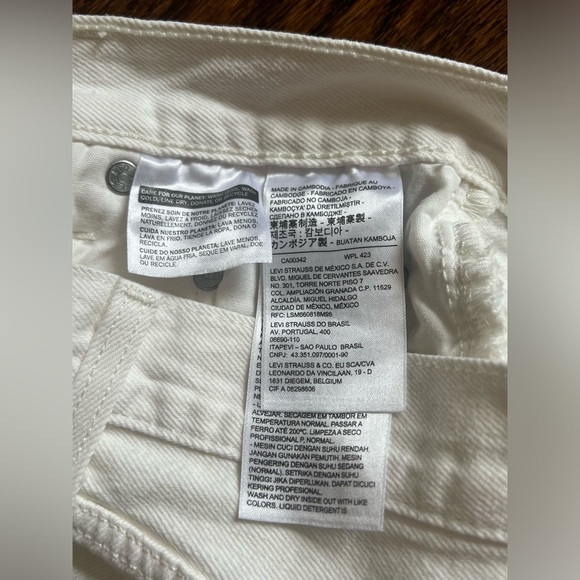 CARE FOR OUR PLANET: WASH LESS, WASH
COLD, LINE DRY, DONATE OR RECYCLE
PRENEZ SOIN DE NOTRE PLANÈTE: LAVEZ
MOINS, LAVEZ À FROID, FAITES SÉCHER
DEHORS, DONNEZ OU RECYCLEZ
CUIDA NUESTRO PLANETA: LAVA MENOS,
LAVA EN FRIO, TIENDE LA ROPA, DONA O
RECICLA.
CUIDE DO NOSSO PLANETA: LAVE MENOS,
LAVE EM ÁGUA FRIA, SEQUE EM VARAL, DOE
OU RECICLE.
MADE IN CAMBODIA - FABRIQUÉ AU
CAMBODGE - FABRICADO EN CAMBOYA -
FABRICADO NO CAMBOJA -
KAMBOÇYA' DA ÜRETILMİŞTİR -
СДЕЛАНО В КАМБОДЖЕ -
柬埔寨制造 - 柬埔寨製 -
제조국 : 캄보디아 -
カンボジア製 - BUATAN KAMBOJA
CA00342 WPL 423
LEVI STRAUSS DE MÉXICO S.A. DE C.V.
BLVD. MIGUEL DE CERVANTES SAAVEDRA
NO. 301, TORRE NORTE PISO 7
COL. AMPLIACIÓN GRANADA C.P. 11529
ALCALDÍA. MIGUEL HIDALGO
CIUDAD DE MÉXICO, MÉXICO
RFC: LSM660818M98
LEVI STRAUSS DO BRASIL
AV. PORTUGAL, 400
06690-110
ITAPEVI – SAO PAULO BRASIL
CNPJ: 43.351.097/0001-90
LEVI STRAUSS & CO. EU SCA/CVA
LEONARDO DA VINCILAAN, 19 - D
1831 DIEGEM, BELGIUM
CIF A 08298606
ALVEJAR. SECAGEM EM TAMBOR EM
TEMPERATURA NORMAL. PASSAR A
FERRO ATÉ 200ºC. LIMPEZA A SECO
PROFISSIONAL P, NORMAL.
- MESIN CUCI DENGAN SUHU RENDAH.
JANGAN GUNAKAN PEMUTIH. MESIN
PENGERING DENGAN SUHU SEDANG
(NORMAL). SETRIKA DENGAN SUHU
TINGGI JIKA DIPERLUKAN. DAPAT DICUCI
KERING PROFESIONAL.
WASH AND DRY INSIDE OUT WITH LIKE
COLORS. LIQUID DETERGENT IS